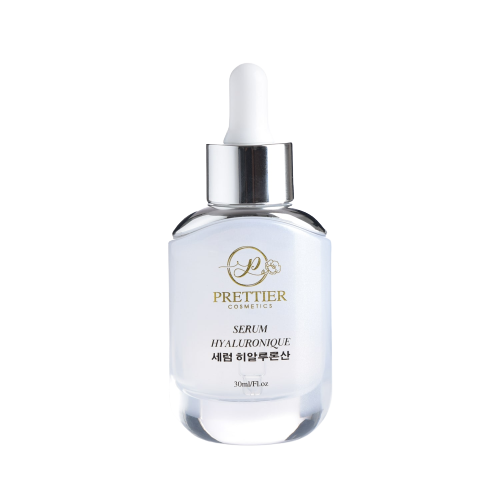 P
PRETTIER
COSMETICS
SERUM
HYALURONIQUE
세럼 히알루론산
30ml/Fl.oz